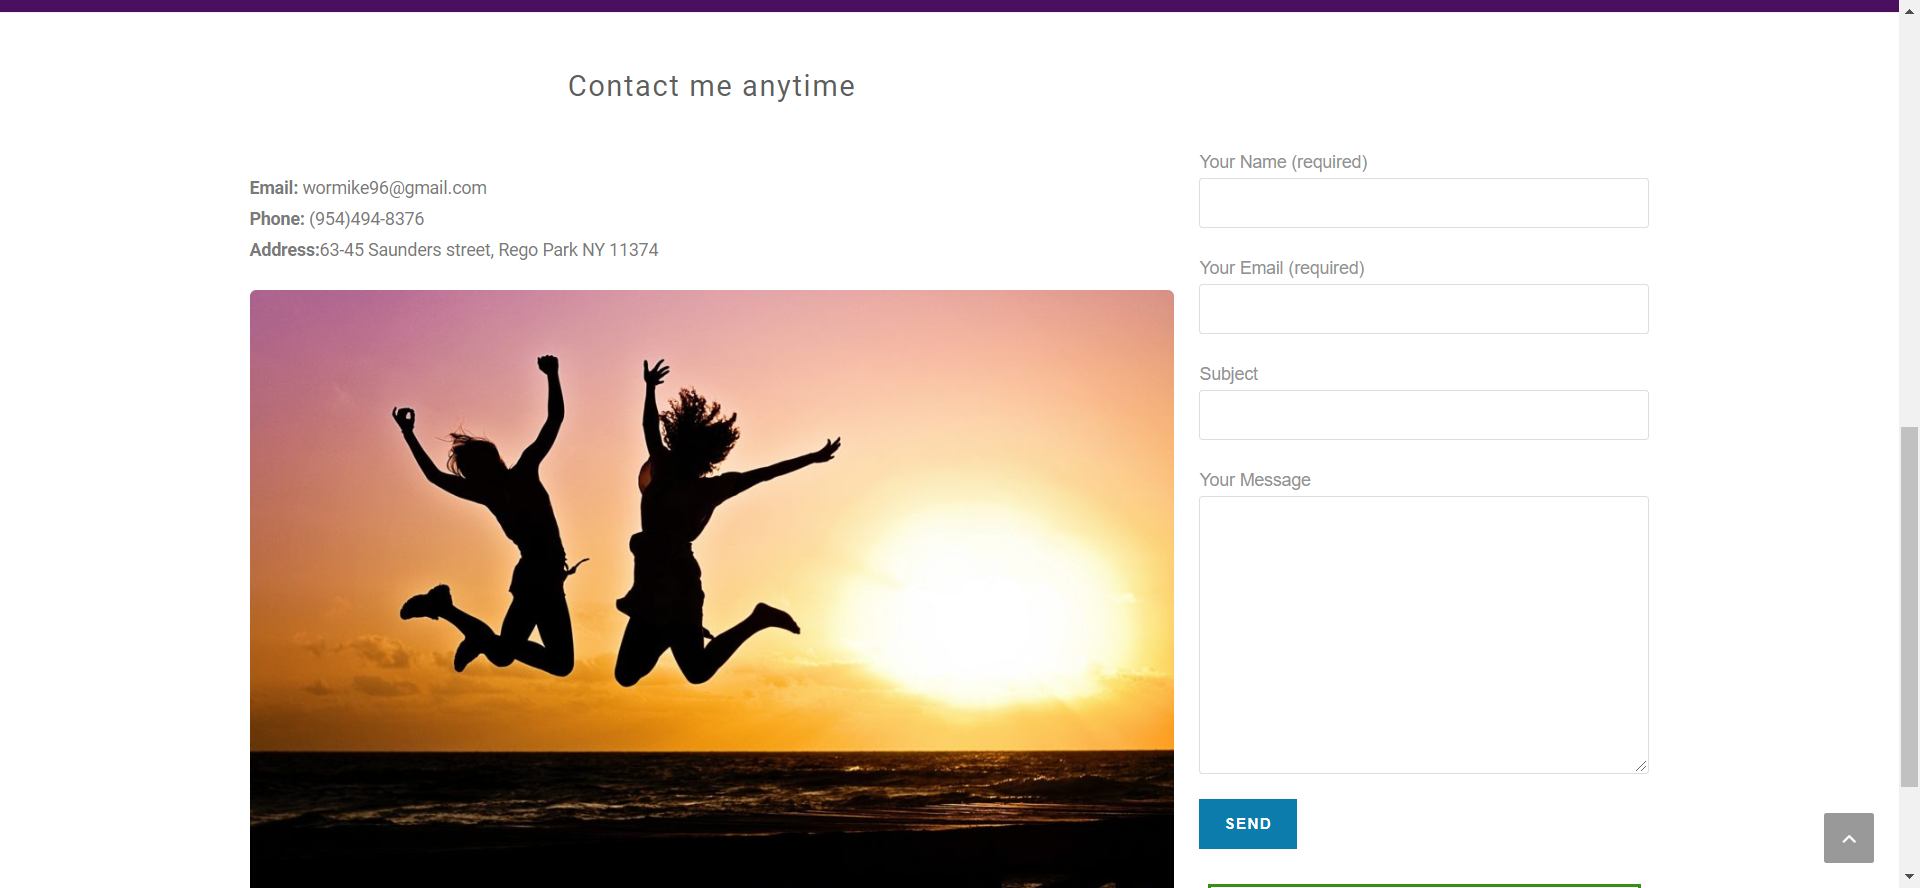 Contact me anytime
Email: wormike96@gmail.com
Phone: (954)494-8376
Address:63-45 Saunders street, Rego Park NY 11374
Your Name (required)
Your Email (required)
Subject
Your Message
SEND